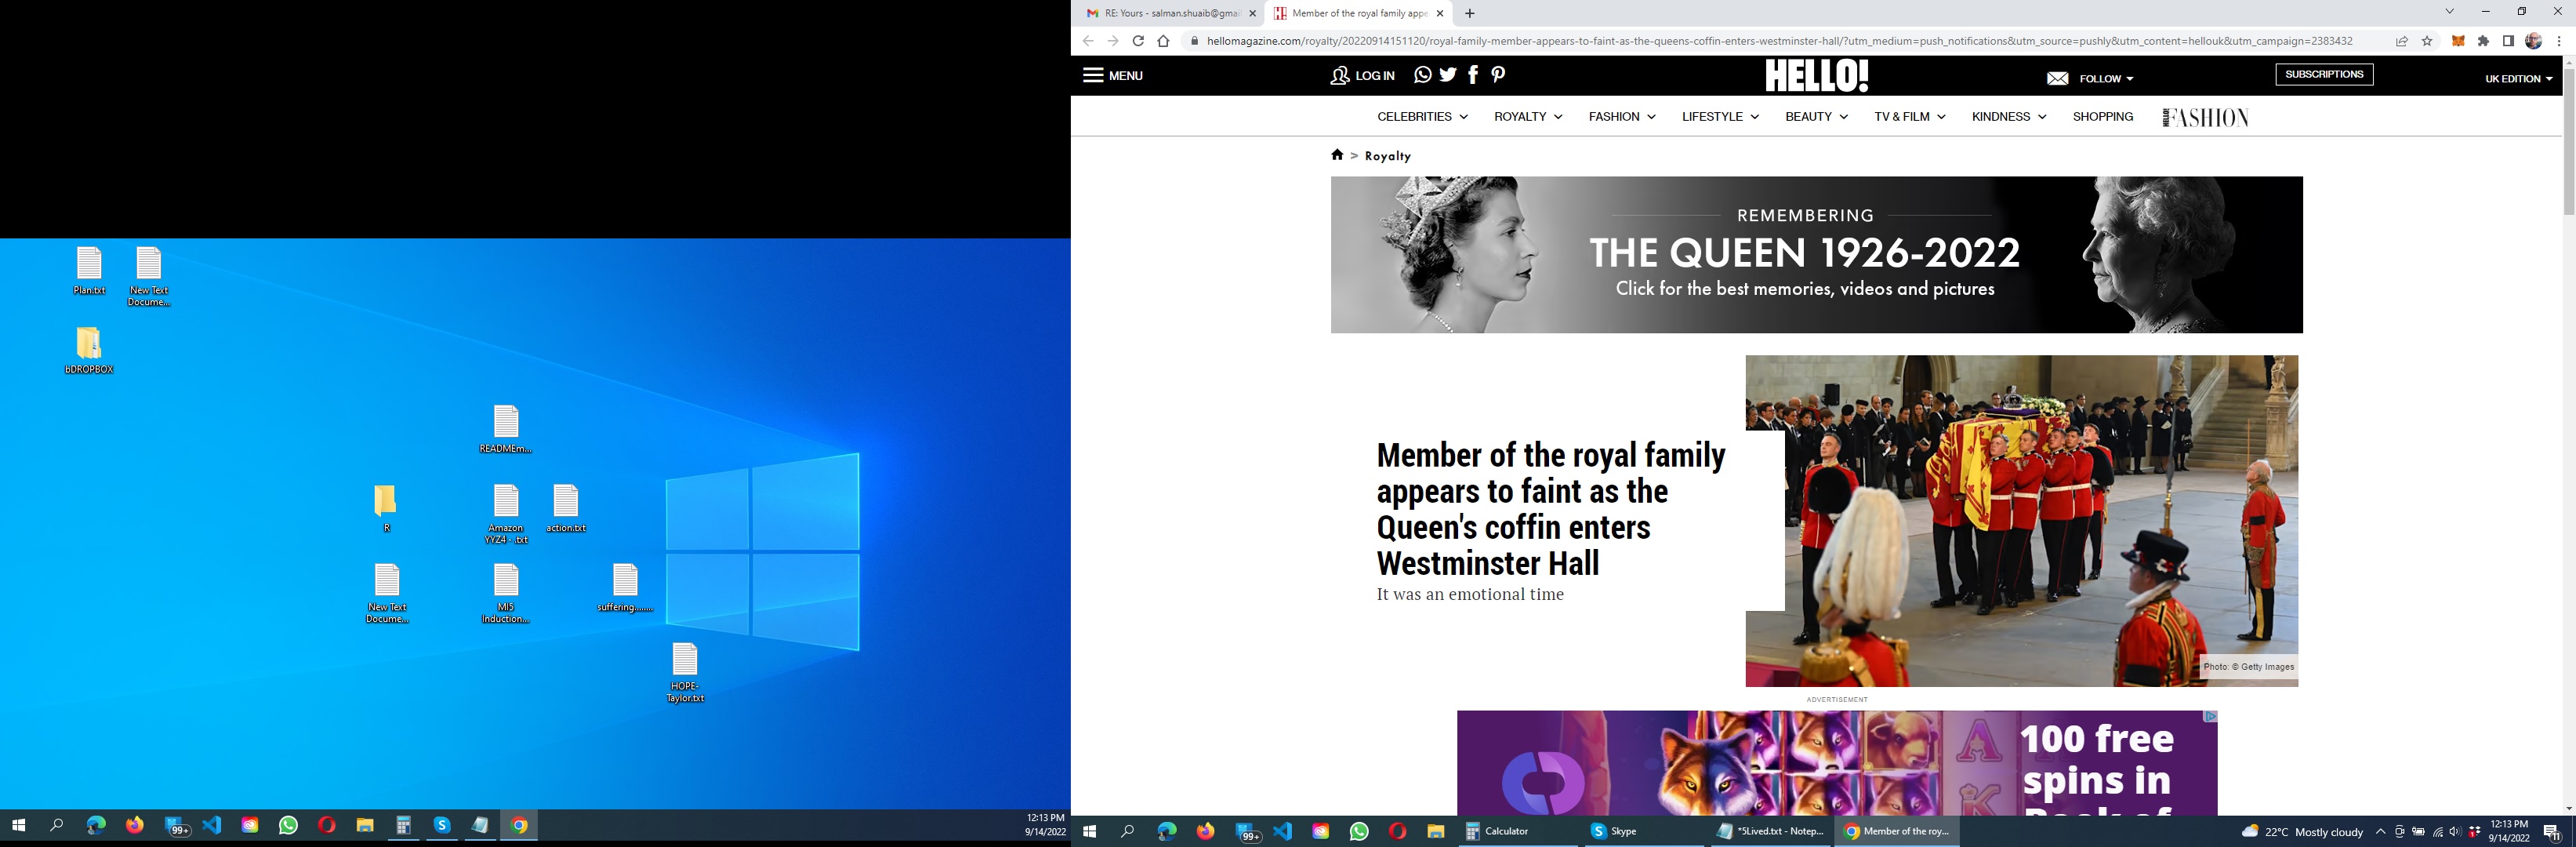 Plan.txt
New Text
Docume...
bDROPBOX
READMEm...
R
Amazon
YYZ4 - .txt
action.txt
New Text
Docume...
MI5
Induction...
suffering........
HOPE-
Taylor.txt
99+
12:13 PM
9/14/2022
RE: Yours - salman.shuaib@gmai
Member of the royal family appe
hellomagazine.com/royalty/20220914151120/royal-family-member-appears-to-faint-as-the-queens-coffin-enters-westminster-hall/?utm_medium=push_notifications&utm_source=pushly&utm_content=hellouk&utm_campaign=2383432
MENU
LOG IN
HELLO!
FOLLOW
SUBSCRIPTIONS
UK EDITION
CELEBRITIES
ROYALTY
FASHION
LIFESTYLE
BEAUTY
TV & FILM
KINDNESS
SHOPPING
HELLO! FASHION
> Royalty
REMEMBERING
THE QUEEN 1926-2022
Click for the best memories, videos and pictures
Member of the royal family
appears to faint as the
Queen's coffin enters
Westminster Hall
It was an emotional time
Photo: © Getty Images
ADVERTISEMENT
A
K
100 free
spins in
Book of
99+
Calculator
Skype
*5Lived.txt - Notep...
Member of the roy...
22°C Mostly cloudy
12:13 PM
9/14/2022
11